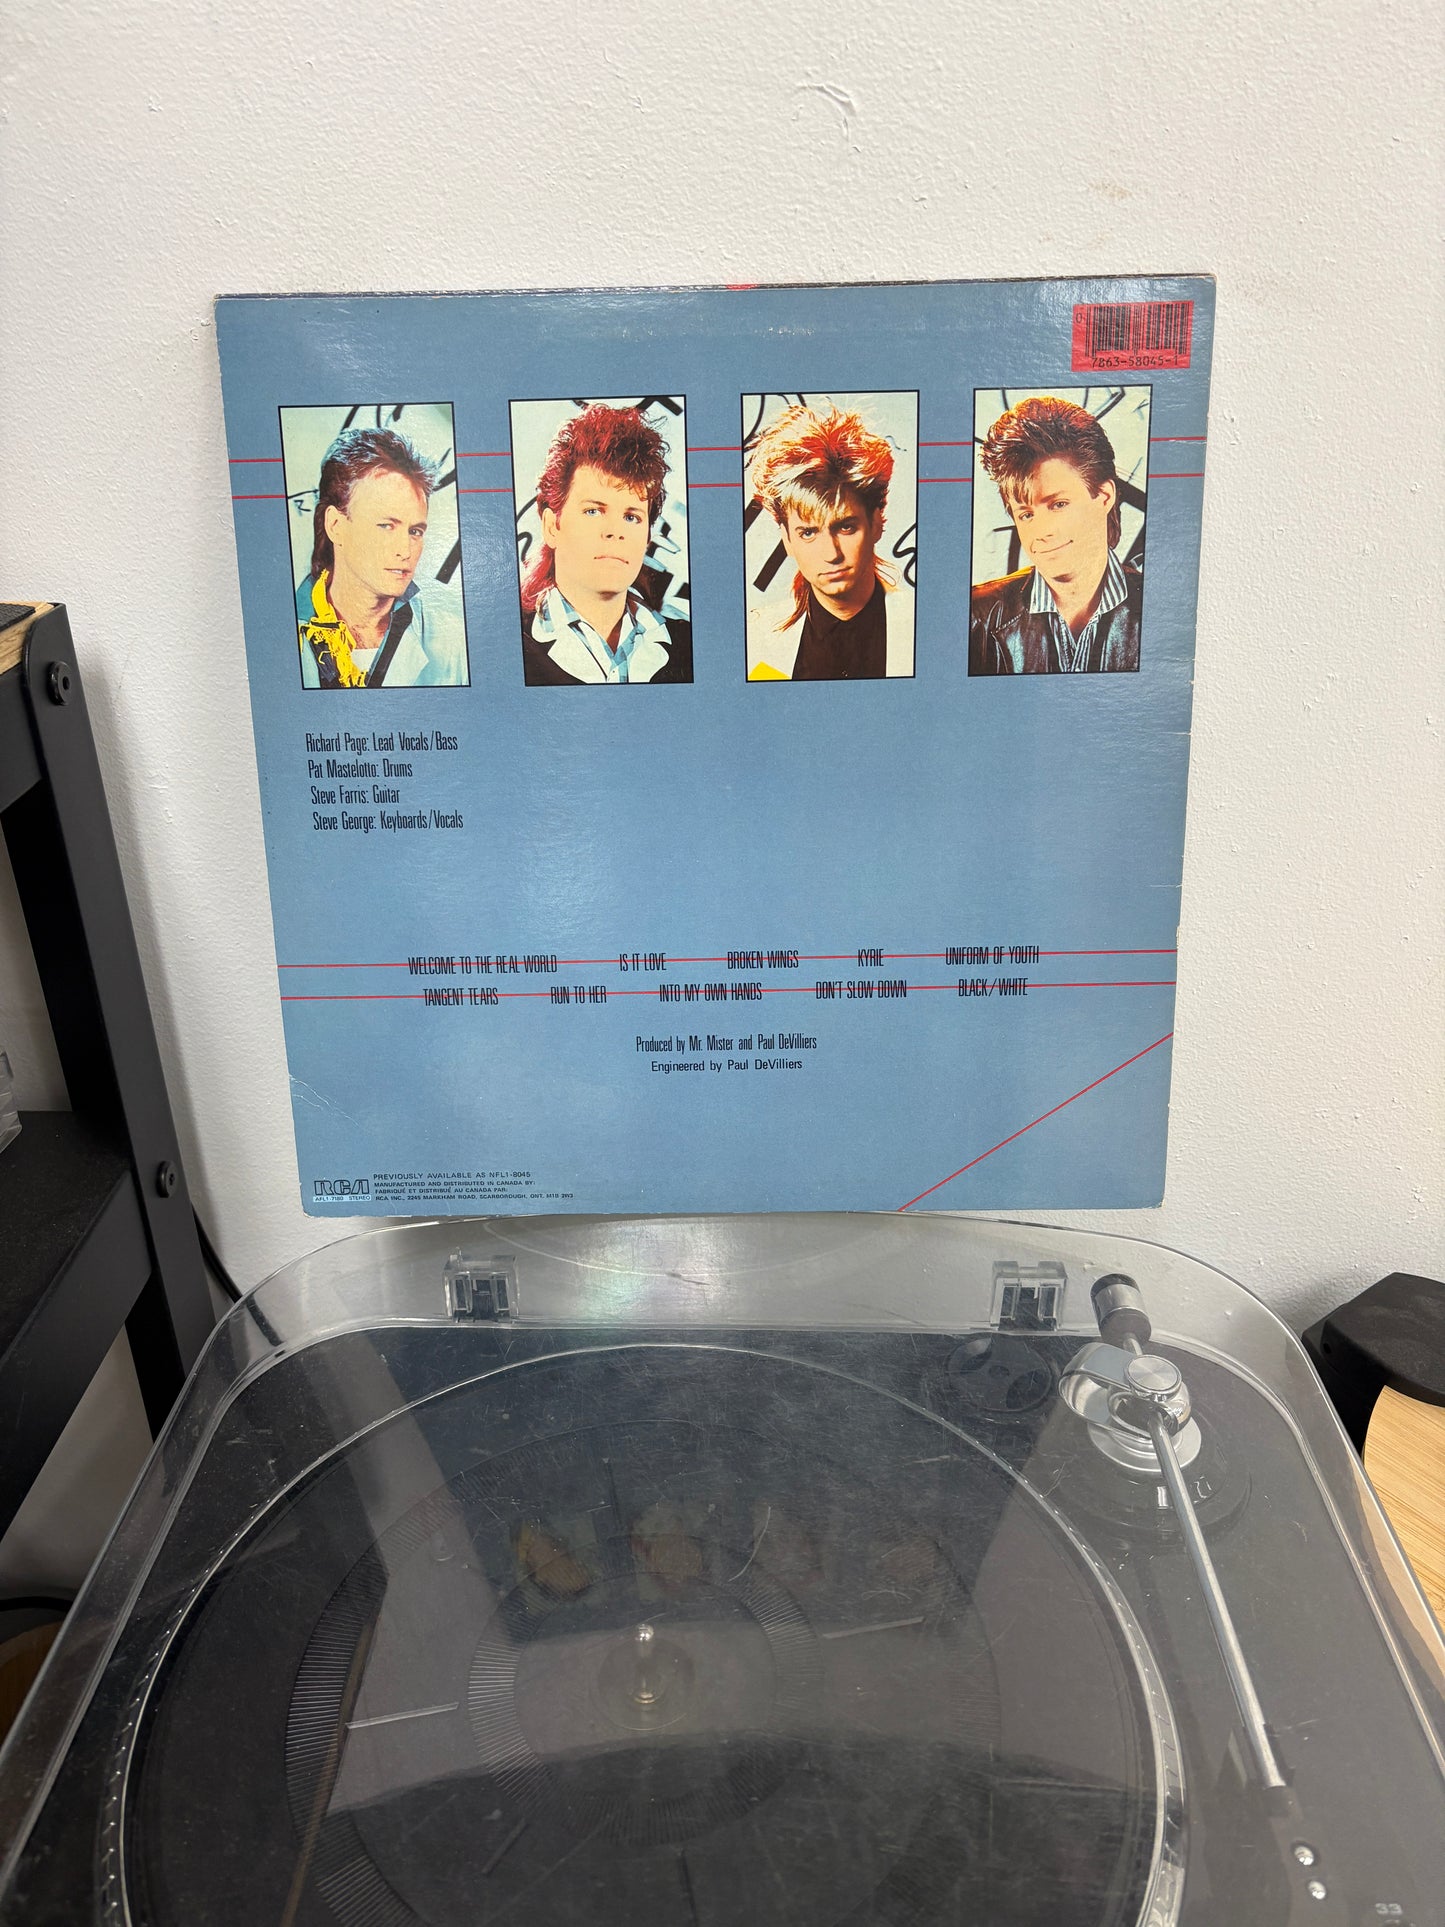 0
7863-58045-1
Richard Page: Lead Vocals/Bass
Pat Mastelotto: Drums
Steve Farris: Guitar
Steve George: Keyboards/Vocals
WELCOME TO THE REAL WORLD IS IT LOVE BROKEN WINGS KYRIE UNIFORM OF YOUTH
TANGENT TEARS RUN TO HER INTO MY OWN HANDS DON'T SLOW DOWN BLACK/WHITE
Produced by Mr. Mister and Paul DeVilliers
Engineered by Paul DeVilliers
RCA
AFL1-7180 STEREO
PREVIOUSLY AVAILABLE AS NFL1-8045
MANUFACTURED AND DISTRIBUTED IN CANADA BY:
FABRIQUÉ ET DISTRIBUÉ AU CANADA PAR:
RCA INC., 2245 MARKHAM ROAD, SCARBOROUGH, ONT. M1B 2W3
33